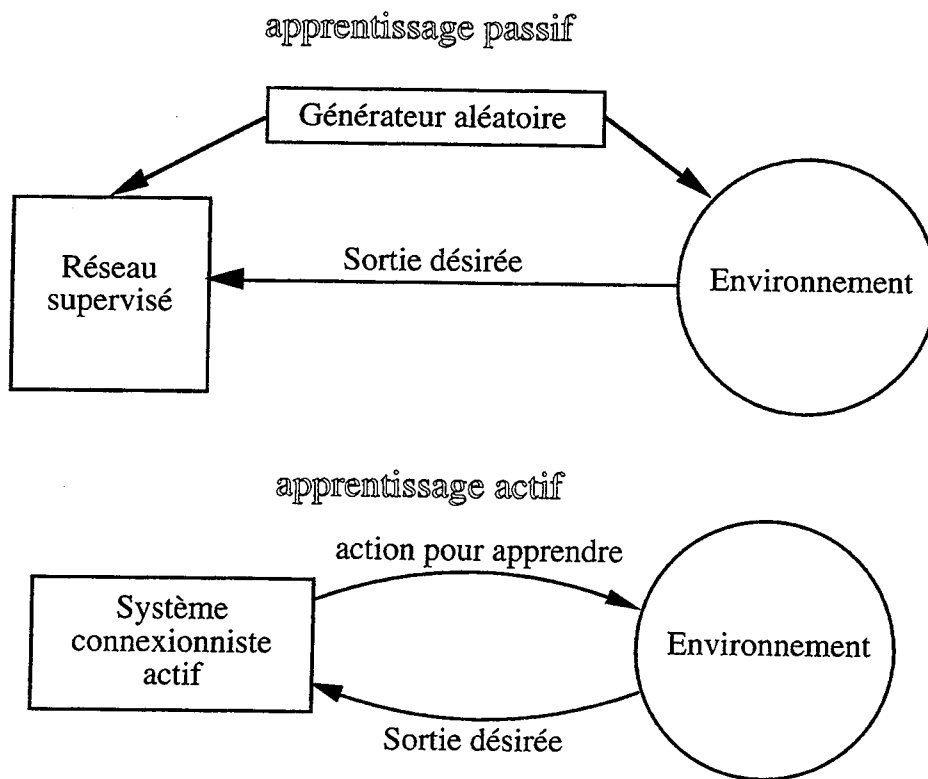 apprentissage passif
Générateur aléatoire
Réseau
supervisé
Sortie désirée
Environnement
apprentissage actif
action pour apprendre
Système
connexionniste
actif
Environnement
Sortie désirée